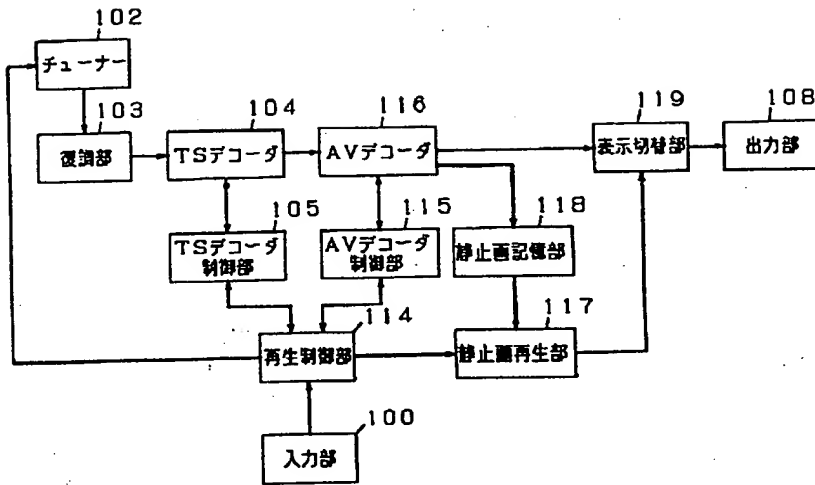 102
チューナー
103
復調部
104
TSデコーダ
116
AVデコーダ
119
表示切替部
108
出力部
105
TSデコーダ
制御部
115
AVデコーダ
制御部
118
静止画記憶部
114
再生制御部
117
静止画再生部
100
入力部